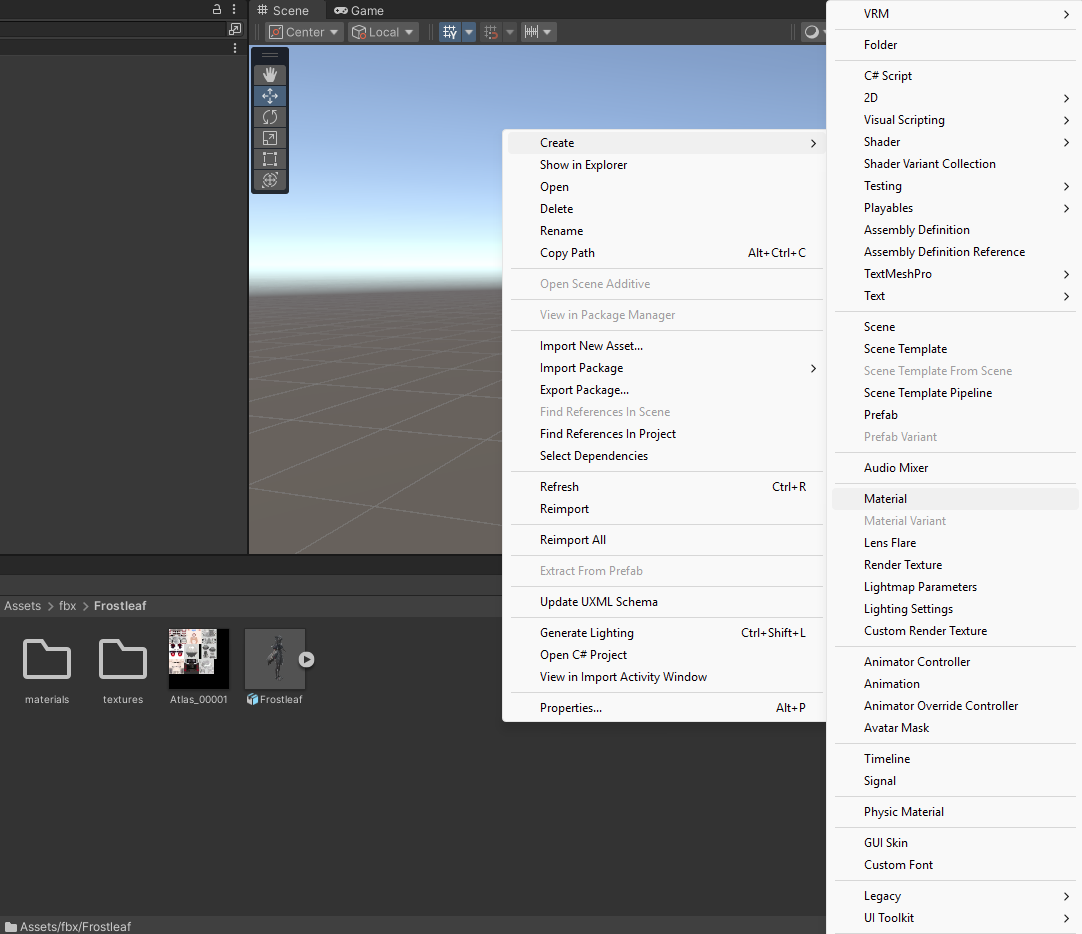 Scene
Game
Center
Local
Create
Show in Explorer
Open
Delete
Rename
Copy Path Alt+Ctrl+C
Open Scene Additive
View in Package Manager
Import New Asset...
Import Package
Export Package...
Find References In Scene
Find References In Project
Select Dependencies
Refresh Ctrl+R
Reimport
Reimport All
Extract From Prefab
Update UXML Schema
Generate Lighting Ctrl+Shift+L
Open C# Project
View in Import Activity Window
Properties... Alt+P
VRM
Folder
C# Script
2D
Visual Scripting
Shader
Shader Variant Collection
Testing
Playables
Assembly Definition
Assembly Definition Reference
TextMeshPro
Text
Scene
Scene Template
Scene Template From Scene
Scene Template Pipeline
Prefab
Prefab Variant
Audio Mixer
Material
Material Variant
Lens Flare
Render Texture
Lightmap Parameters
Lighting Settings
Custom Render Texture
Animator Controller
Animation
Animator Override Controller
Avatar Mask
Timeline
Signal
Physic Material
GUI Skin
Custom Font
Legacy
UI Toolkit
Assets > fbx > Frostleaf
materials
textures
Atlas_00001
Frostleaf
Assets/fbx/Frostleaf